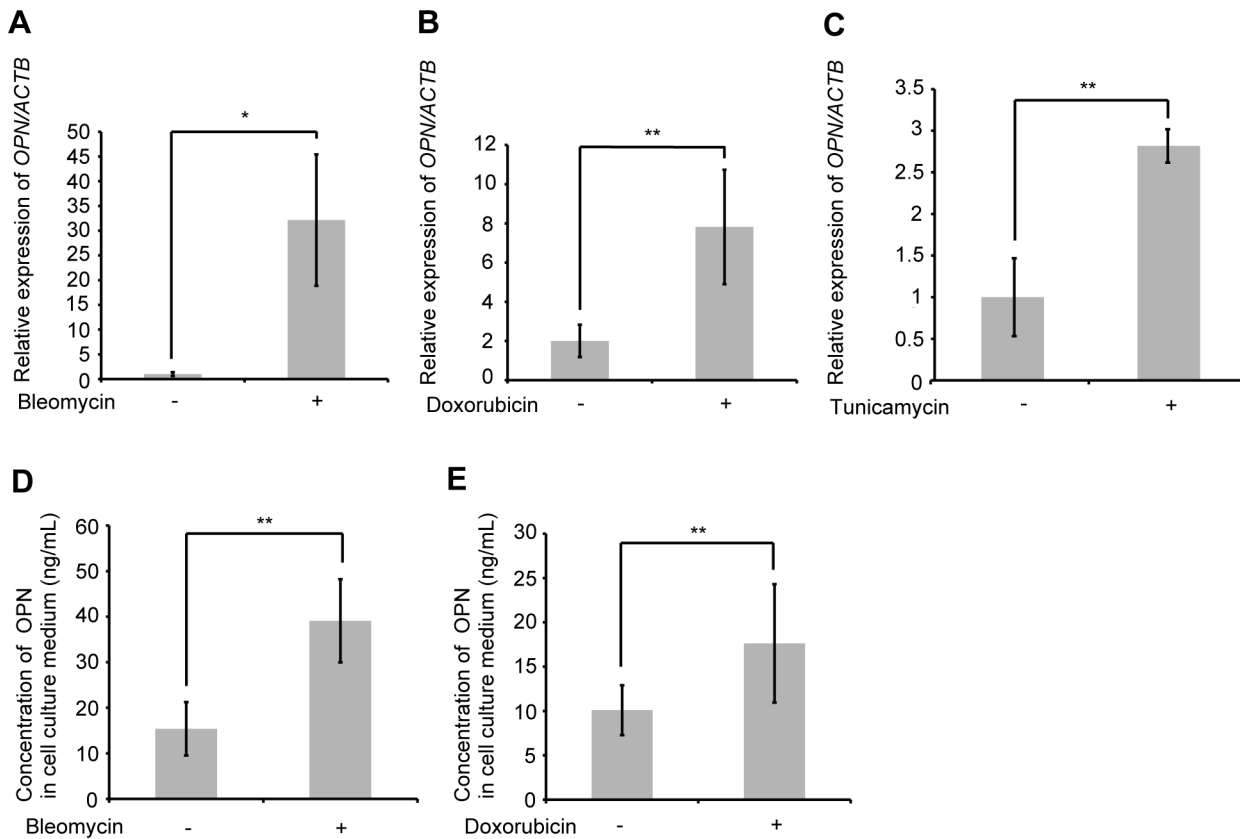 A
Relative expression of OPN/ACTB
50
45
40
35
30
25
20
15
10
5
0
*
Bleomycin - +
B
Relative expression of OPN/ACTB
12
10
8
6
4
2
0
**
Doxorubicin - +
C
Relative expression of OPN/ACTB
3.5
3
2.5
2
1.5
1
0.5
0
**
Tunicamycin - +
D
Concentration of OPN
in cell culture medium (ng/mL)
60
50
40
30
20
10
0
**
Bleomycin - +
E
Concentration of OPN
in cell culture medium (ng/mL)
30
25
20
15
10
5
0
**
Doxorubicin - +